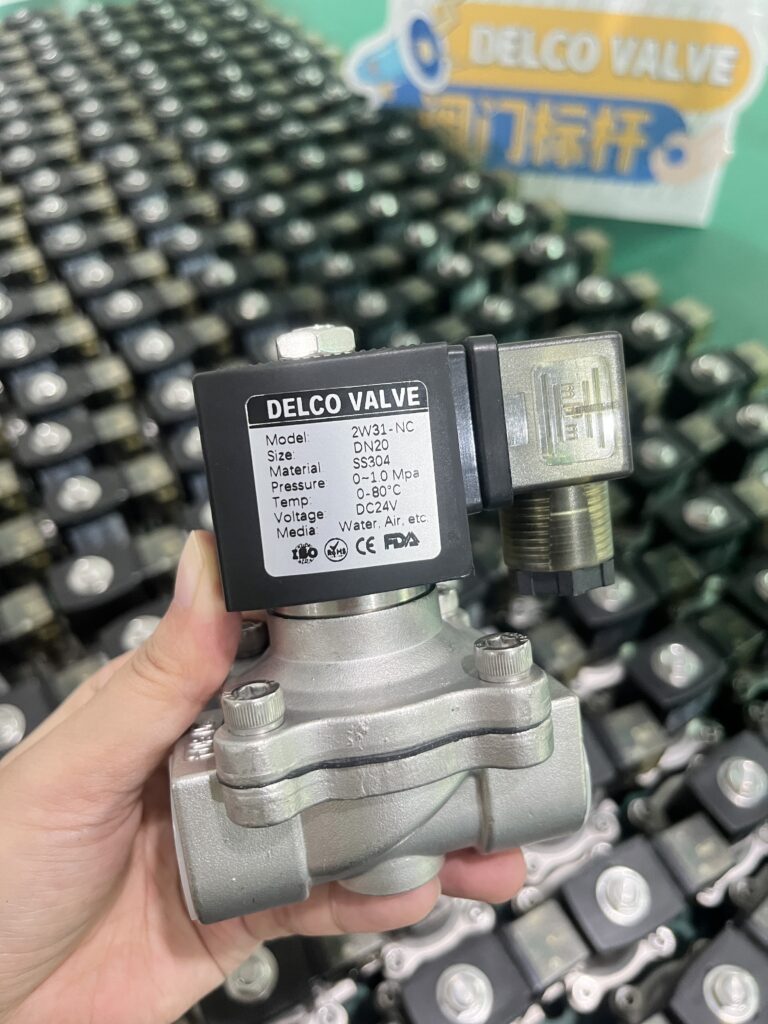 DELCO VALVE
阀门标杆
DELCO VALVE
Model: 2W31-NC
Size: DN20
Material SS304
Pressure 0~1.0 Mpa
Temp: 0-80°C
Voltage: DC24V
Media: Water, Air, etc
CE FDA